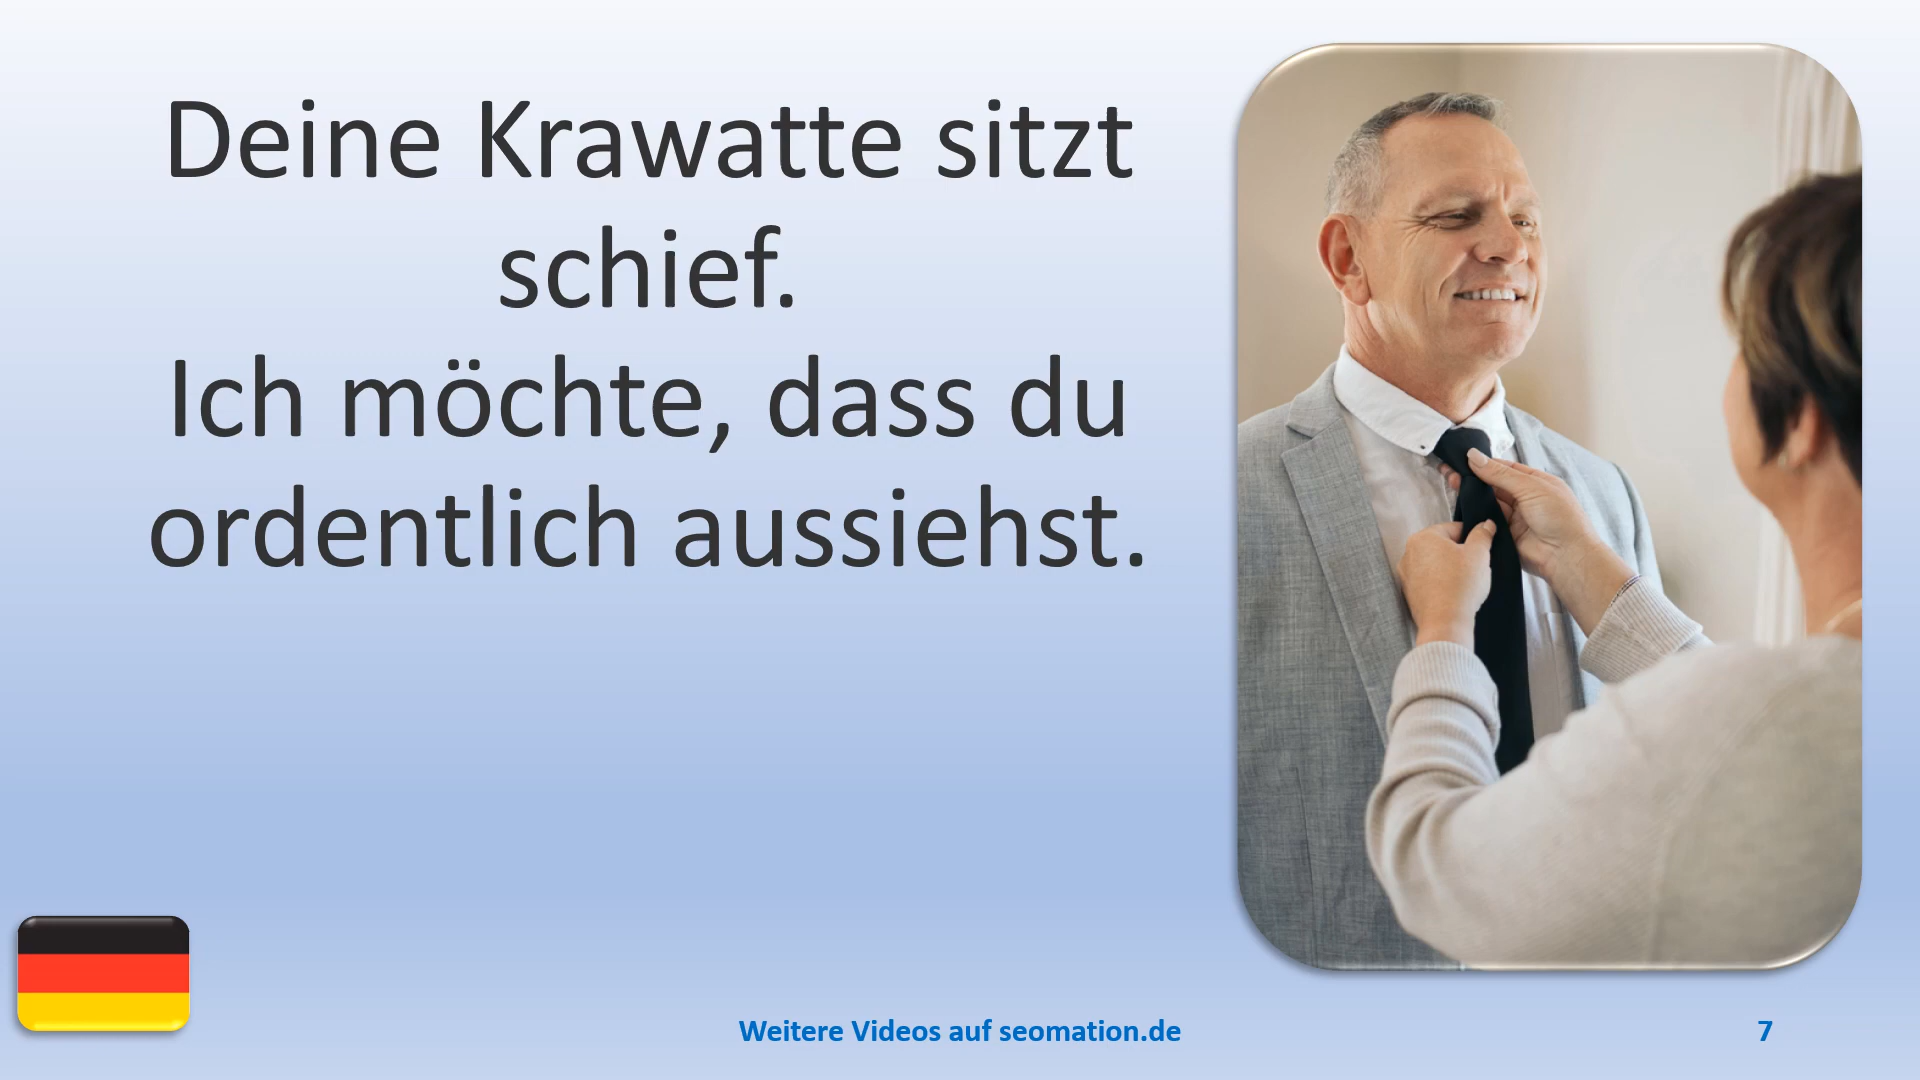 Deine Krawatte sitzt
schief.
Ich möchte, dass du
ordentlich aussiehst.
Weitere Videos auf seomation.de
7